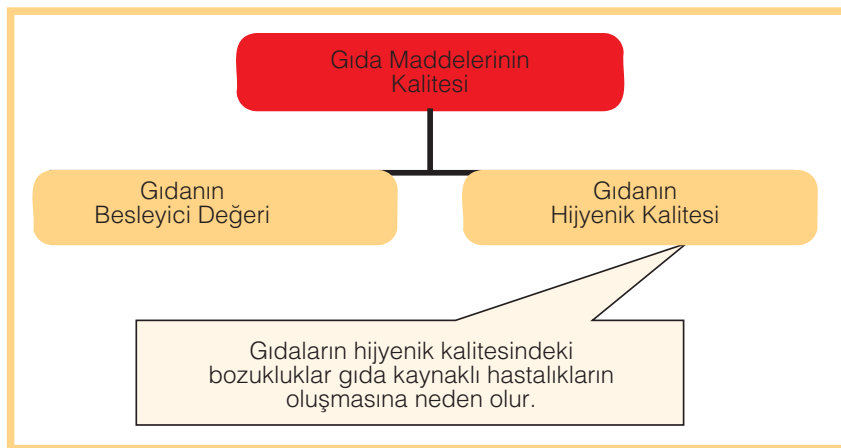 Gıda Maddelerinin
Kalitesi
Gıdanın
Besleyici Değeri
Gıdanın
Hijyenik Kalitesi
Gıdaların hijyenik kalitesindeki
bozukluklar gıda kaynaklı hastalıkların
oluşmasına neden olur.